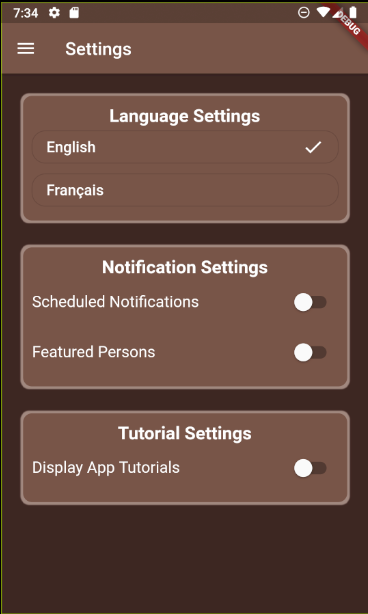 7:34
DEBUG
Settings
Language Settings
English
Français
Notification Settings
Scheduled Notifications
Featured Persons
Tutorial Settings
Display App Tutorials